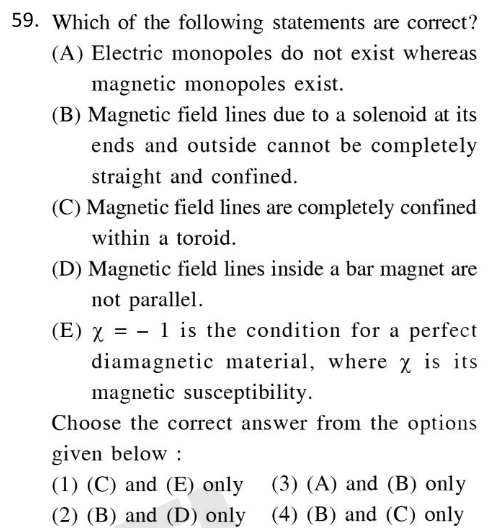 59. Which of the following statements are correct?
(A) Electric monopoles do not exist whereas
magnetic monopoles exist.
(B) Magnetic field lines due to a solenoid at its
ends and outside cannot be completely
straight and confined.
(C) Magnetic field lines are completely confined
within a toroid.
(D) Magnetic field lines inside a bar magnet are
not parallel.
(E) χ = – 1 is the condition for a perfect
diamagnetic material, where χ is its
magnetic susceptibility.
Choose the correct answer from the options
given below :
(1) (C) and (E) only (3) (A) and (B) only
(2) (B) and (D) only (4) (B) and (C) only